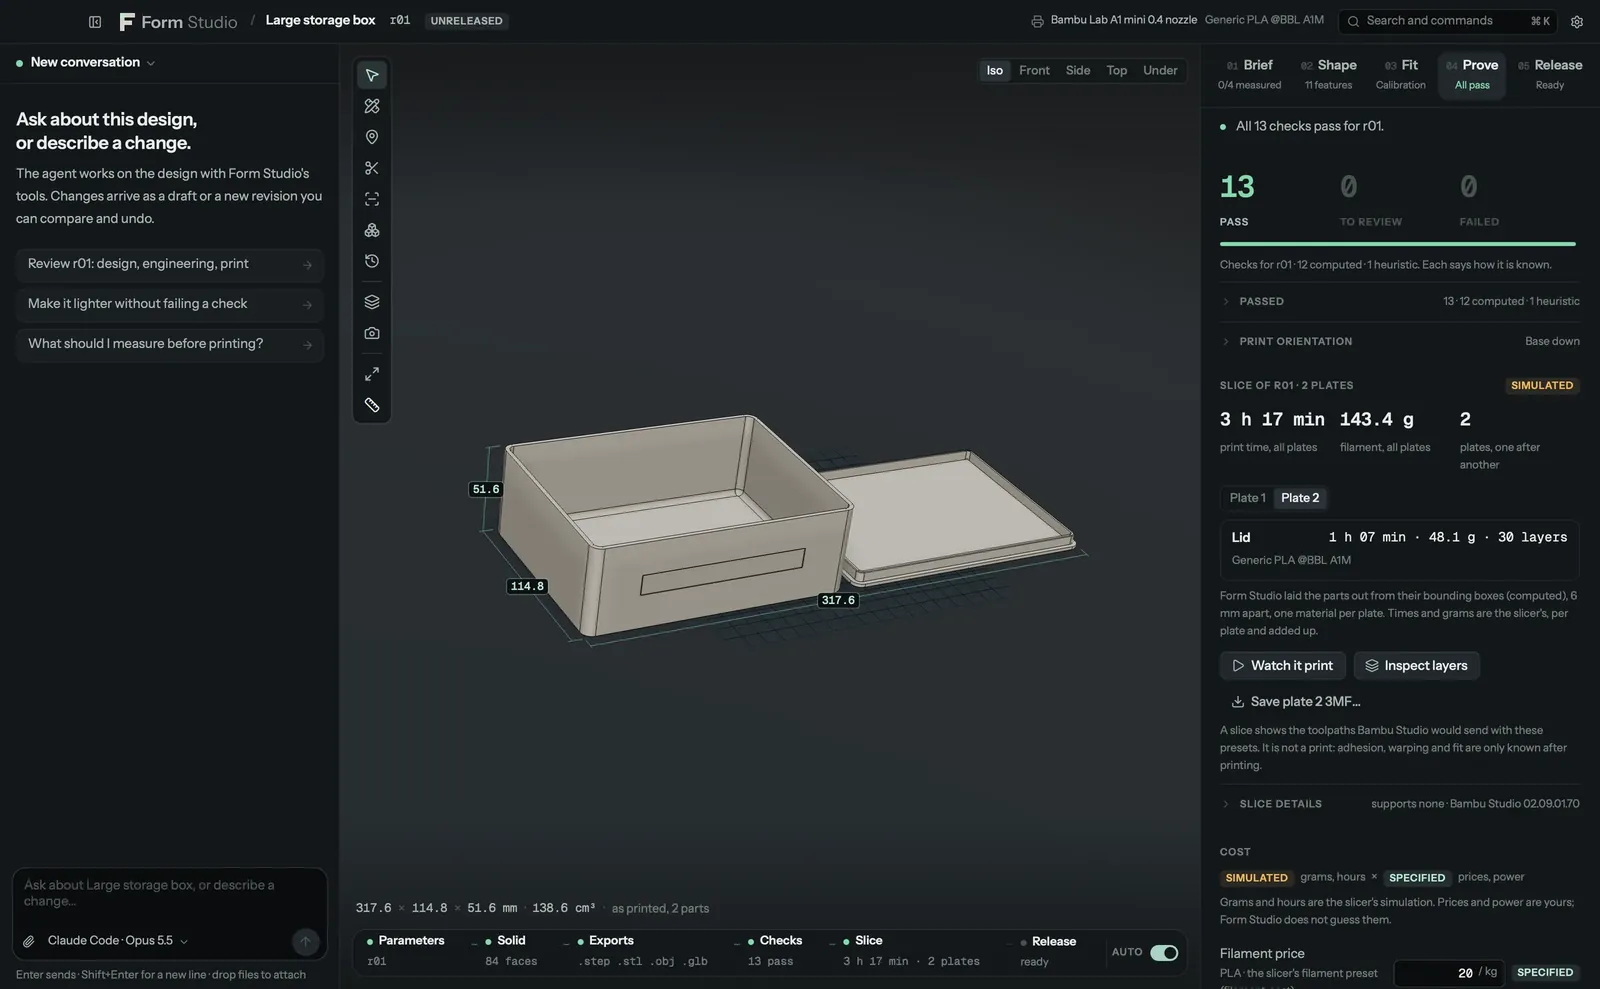 Form Studio / Large storage box r01 UNRELEASED
Bambu Lab A1 mini 0.4 nozzle Generic PLA @BBL A1M
Search and commands ⌘ K
New conversation
Ask about this design,
or describe a change.
The agent works on the design with Form Studio's
tools. Changes arrive as a draft or a new revision you
can compare and undo.
Review r01: design, engineering, print →
Make it lighter without failing a check →
What should I measure before printing? →
Ask about Large storage box, or describe a
change...
Claude Code · Opus 5.5
Enter sends · Shift+Enter for a new line · drop files to attach
Iso Front Side Top Under
51.6
114.8
317.6
317.6 × 114.8 × 51.6 mm · 138.6 cm³ · as printed, 2 parts
Parameters
r01
Solid
84 faces
Exports
.step .stl .obj .glb
Checks
13 pass
Slice
3 h 17 min · 2 plates
Release
ready
AUTO
01 Brief
0/4 measured
02 Shape
11 features
03 Fit
Calibration
04 Prove
All pass
05 Release
Ready
All 13 checks pass for r01.
13 0 0
PASS TO REVIEW FAILED
Checks for r01 · 12 computed · 1 heuristic. Each says how it is known.
PASSED 13 · 12 computed · 1 heuristic
PRINT ORIENTATION Base down
SLICE OF R01 · 2 PLATES SIMULATED
3 h 17 min 143.4 g 2
print time, all plates filament, all plates plates, one after
another
Plate 1 Plate 2
Lid 1 h 07 min · 48.1 g · 30 layers
Generic PLA @BBL A1M
Form Studio laid the parts out from their bounding boxes (computed), 6
mm apart, one material per plate. Times and grams are the slicer's, per
plate and added up.
Watch it print Inspect layers
Save plate 2 3MF...
A slice shows the toolpaths Bambu Studio would send with these
presets. It is not a print: adhesion, warping and fit are only known after
printing.
SLICE DETAILS supports none · Bambu Studio 02.09.01.70
COST
SIMULATED grams, hours × SPECIFIED prices, power
Grams and hours are the slicer's simulation. Prices and power are yours;
Form Studio does not guess them.
Filament price
PLA · the slicer's filament preset
20 / kg SPECIFIED